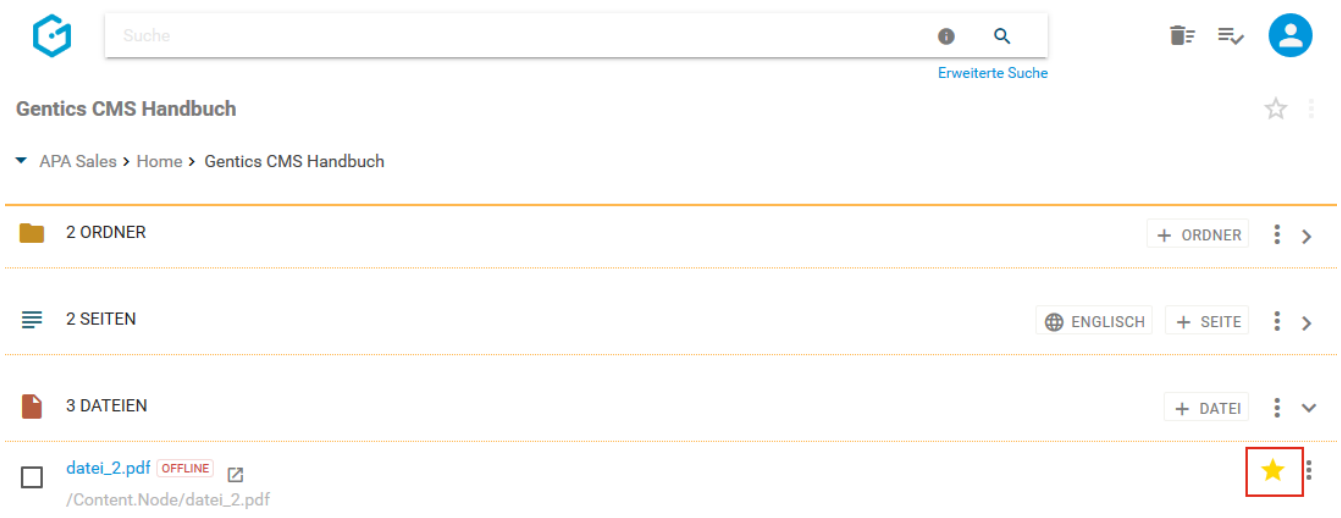 Suche
Erweiterte Suche
Gentics CMS Handbuch
APA Sales > Home > Gentics CMS Handbuch
2 ORDNER + ORDNER
2 SEITEN ENGLISCH + SEITE
3 DATEIEN + DATEI
datei_2.pdf OFFLINE
/Content.Node/datei_2.pdf